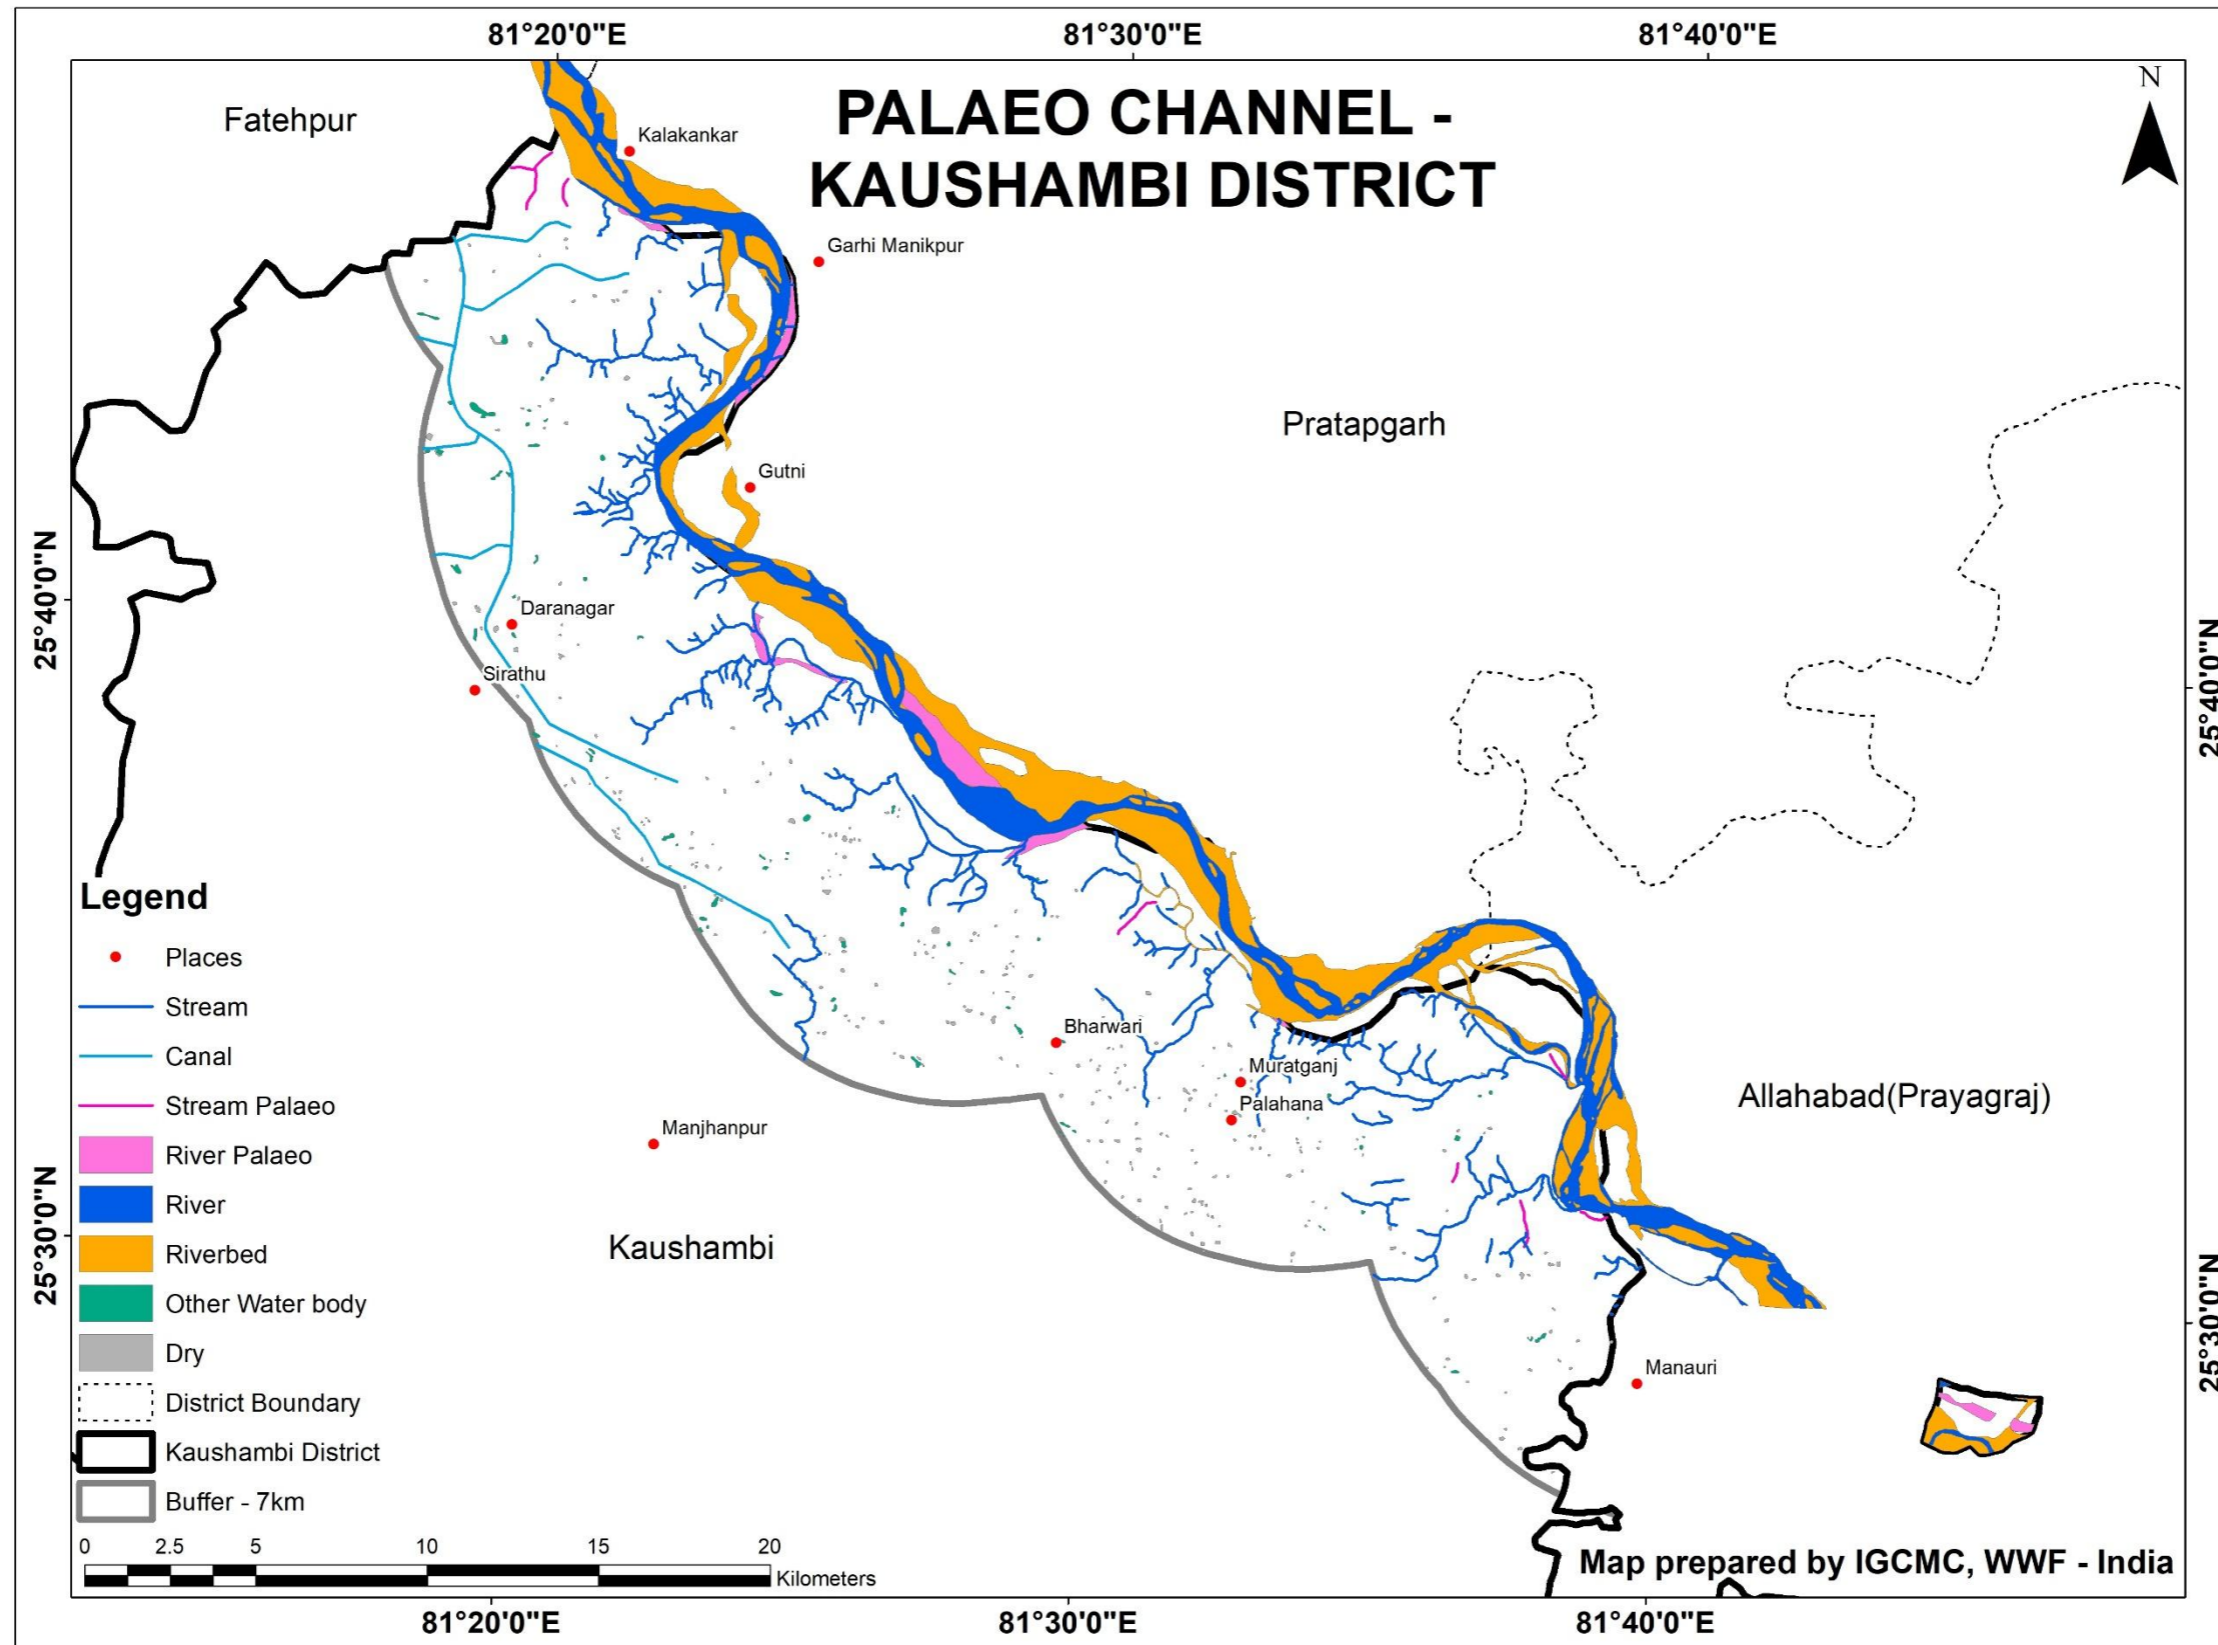 81°20'0"E
81°30'0"E
81°40'0"E
N
PALAEO CHANNEL -
KAUSHAMBI DISTRICT
Fatehpur
Kalakankar
Garhi Manikpur
Pratapgarh
Gutni
25°40'0"N
25°40'0"N
Daranagar
Sirathu
Bharwari
Muratganj
Palahana
Manjhanpur
Allahabad(Prayagraj)
Kaushambi
25°30'0"N
25°30'0"N
Manauri
Legend
Places
Stream
Canal
Stream Palaeo
River Palaeo
River
Riverbed
Other Water body
Dry
District Boundary
Kaushambi District
Buffer - 7km
0 2.5 5 10 15 20
Kilometers
Map prepared by IGCMC, WWF - India
81°20'0"E
81°30'0"E
81°40'0"E